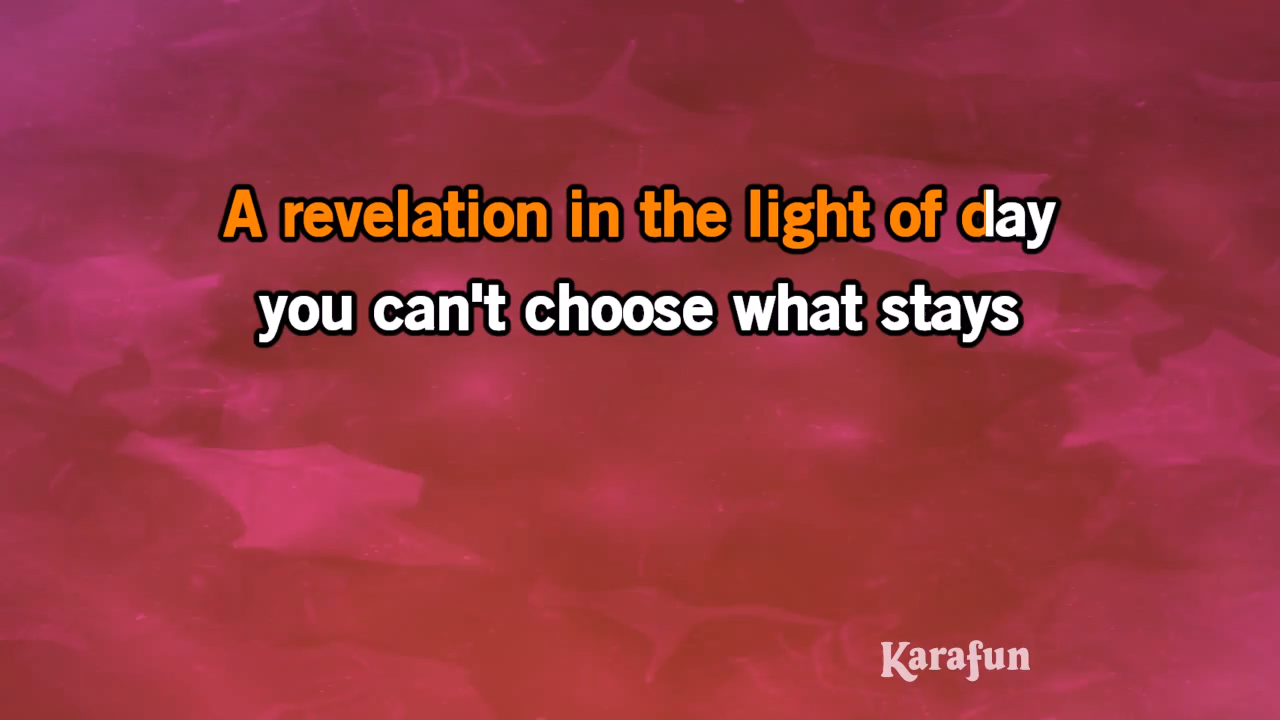 A revelation in the light of day
you can't choose what stays
Karafun